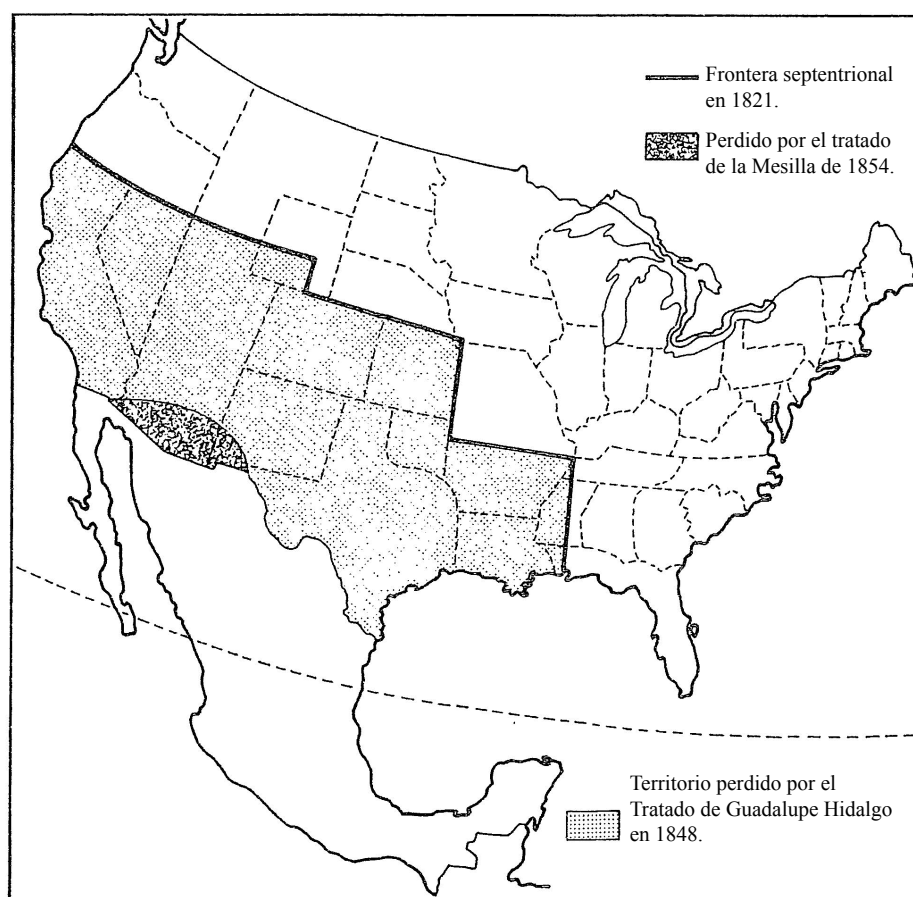 Frontera septentrional
en 1821.
Perdido por el tratado
de la Mesilla de 1854.
Territorio perdido por el
Tratado de Guadalupe Hidalgo
en 1848.